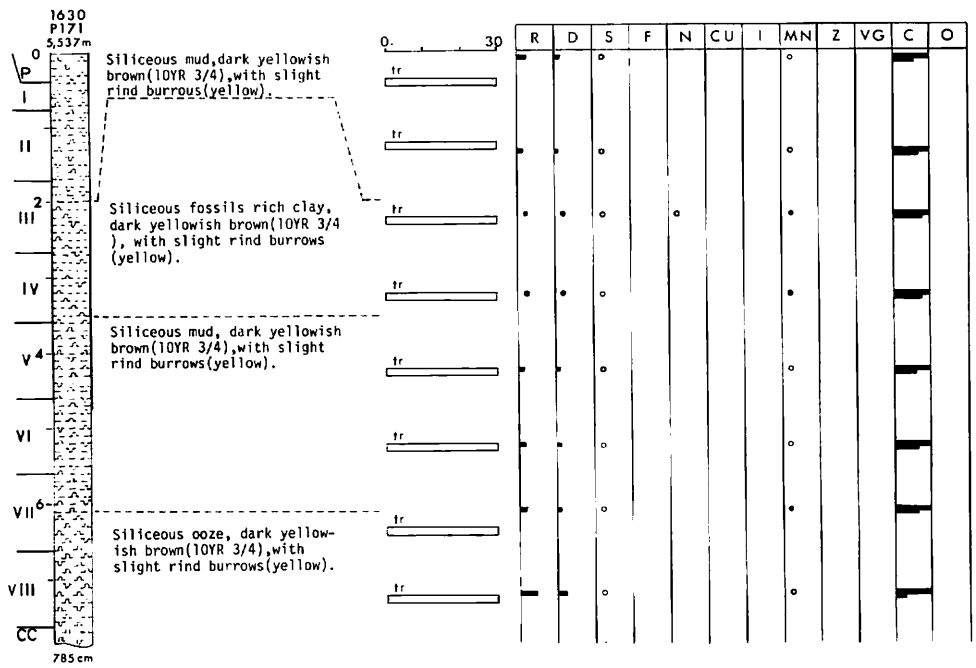 1630
P171
5,537m
0
P
I
II
2
III
IV
V 4
VI
VII 6
VIII
CC
785 cm
Siliceous mud,dark yellowish
brown(10YR 3/4),with slight
rind burrous(yellow).
Siliceous fossils rich clay,
dark yellowish brown(10YR 3/4
), with slight rind burrows
(yellow).
Siliceous mud, dark yellowish
brown(10YR 3/4),with slight
rind burrows(yellow).
Siliceous ooze, dark yellow-
ish brown(10YR 3/4),with
slight rind burrows(yellow).
0. 30
tr
tr
tr
tr
tr
tr
tr
tr
R D S F N CU I MN Z VG C O